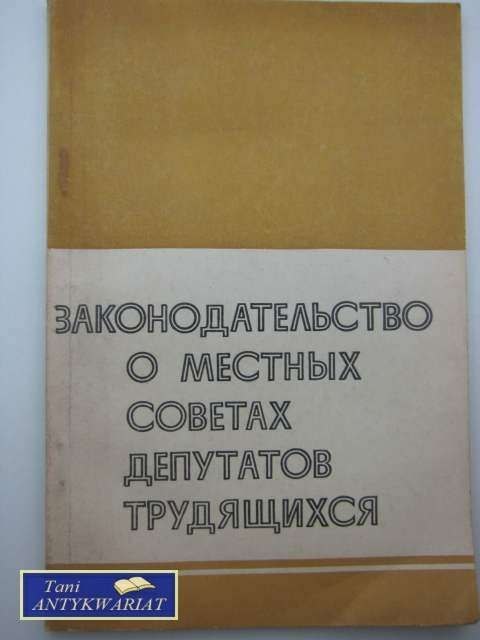 ЗАКОНОДАТЕЛЬСТВО
О МЕСТНЫХ
СОВЕТАХ
ДЕПУТАТОВ
ТРУДЯЩИХСЯ
Tani
ANTYKWARIAT